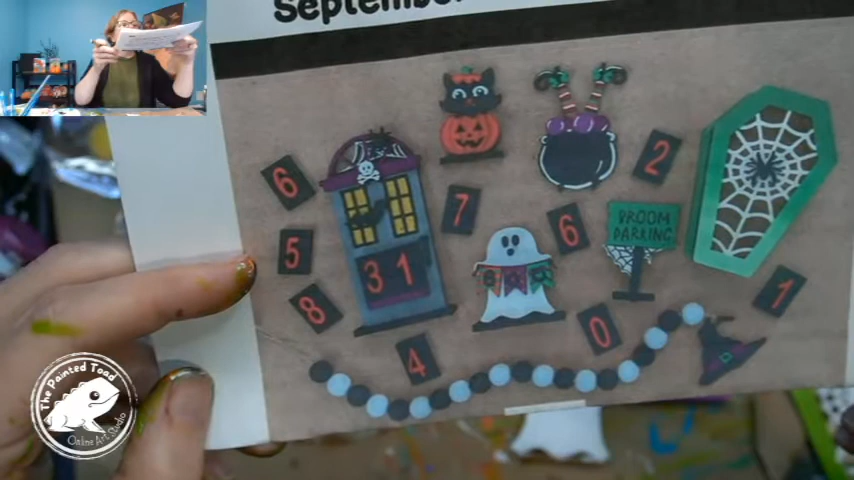 September
6
5
8
31
7
4
6
2
0
1
BROOM
PARKING
The Painted Toad
Online Art Studio